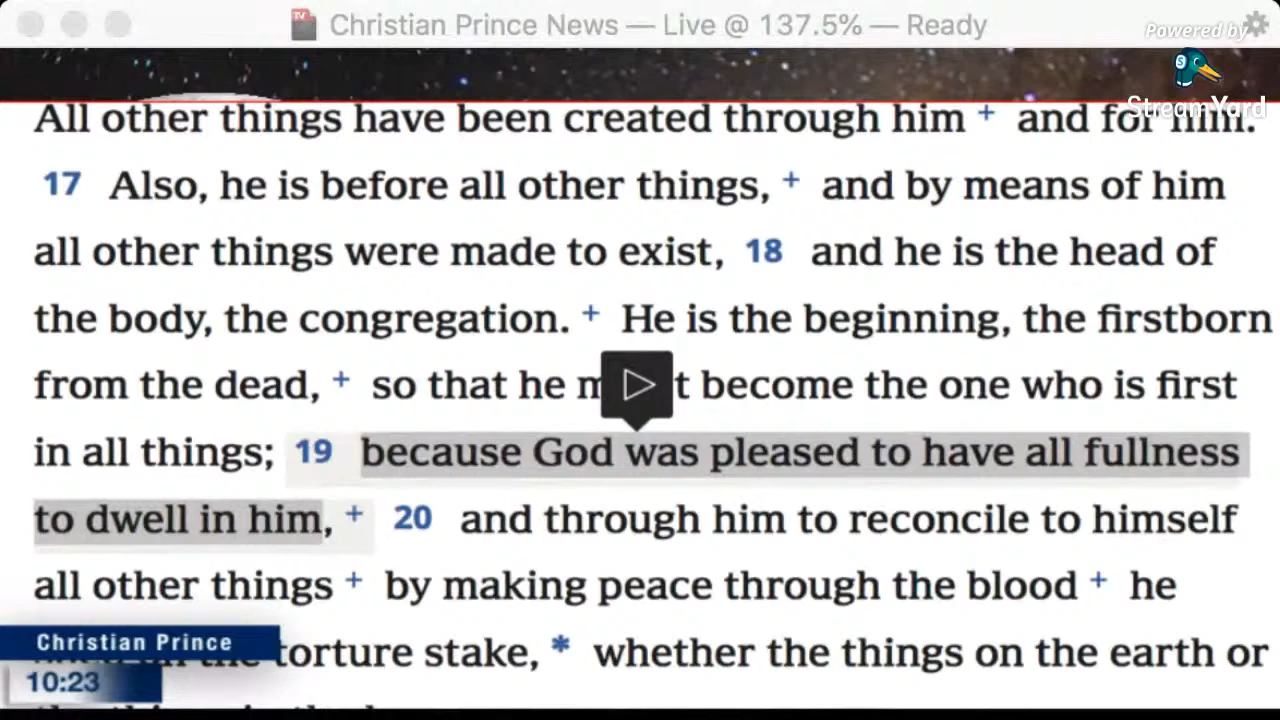 Christian Prince News — Live @ 137.5% — Ready
Powered by
StreamYard
All other things have been created through him + and for him.
17 Also, he is before all other things, + and by means of him
all other things were made to exist, 18 and he is the head of
the body, the congregation. + He is the beginning, the firstborn
from the dead, + so that he become the one who is first
in all things; 19 because God was pleased to have all fullness
to dwell in him, + 20 and through him to reconcile to himself
all other things + by making peace through the blood + he
torture stake, * whether the things on the earth or
Christian Prince
10:23